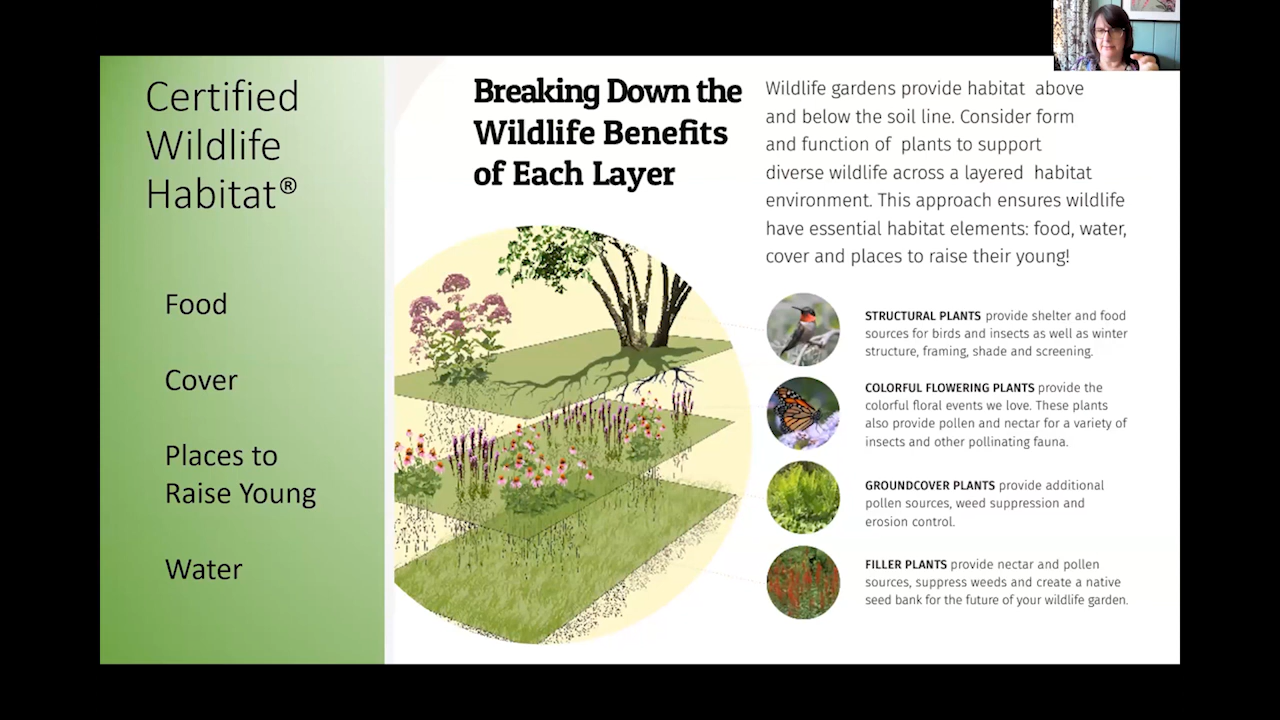 Certified
Wildlife
Habitat®
Food
Cover
Places to
Raise Young
Water
Breaking Down the
Wildlife Benefits
of Each Layer
Wildlife gardens provide habitat above
and below the soil line. Consider form
and function of plants to support
diverse wildlife across a layered habitat
environment. This approach ensures wildlife
have essential habitat elements: food, water,
cover and places to raise their young!
STRUCTURAL PLANTS provide shelter and food
sources for birds and insects as well as winter
structure, framing, shade and screening.
COLORFUL FLOWERING PLANTS provide the
colorful floral events we love. These plants
also provide pollen and nectar for a variety of
insects and other pollinating fauna.
GROUNDCOVER PLANTS provide additional
pollen sources, weed suppression and
erosion control.
FILLER PLANTS provide nectar and pollen
sources, suppress weeds and create a native
seed bank for the future of your wildlife garden.